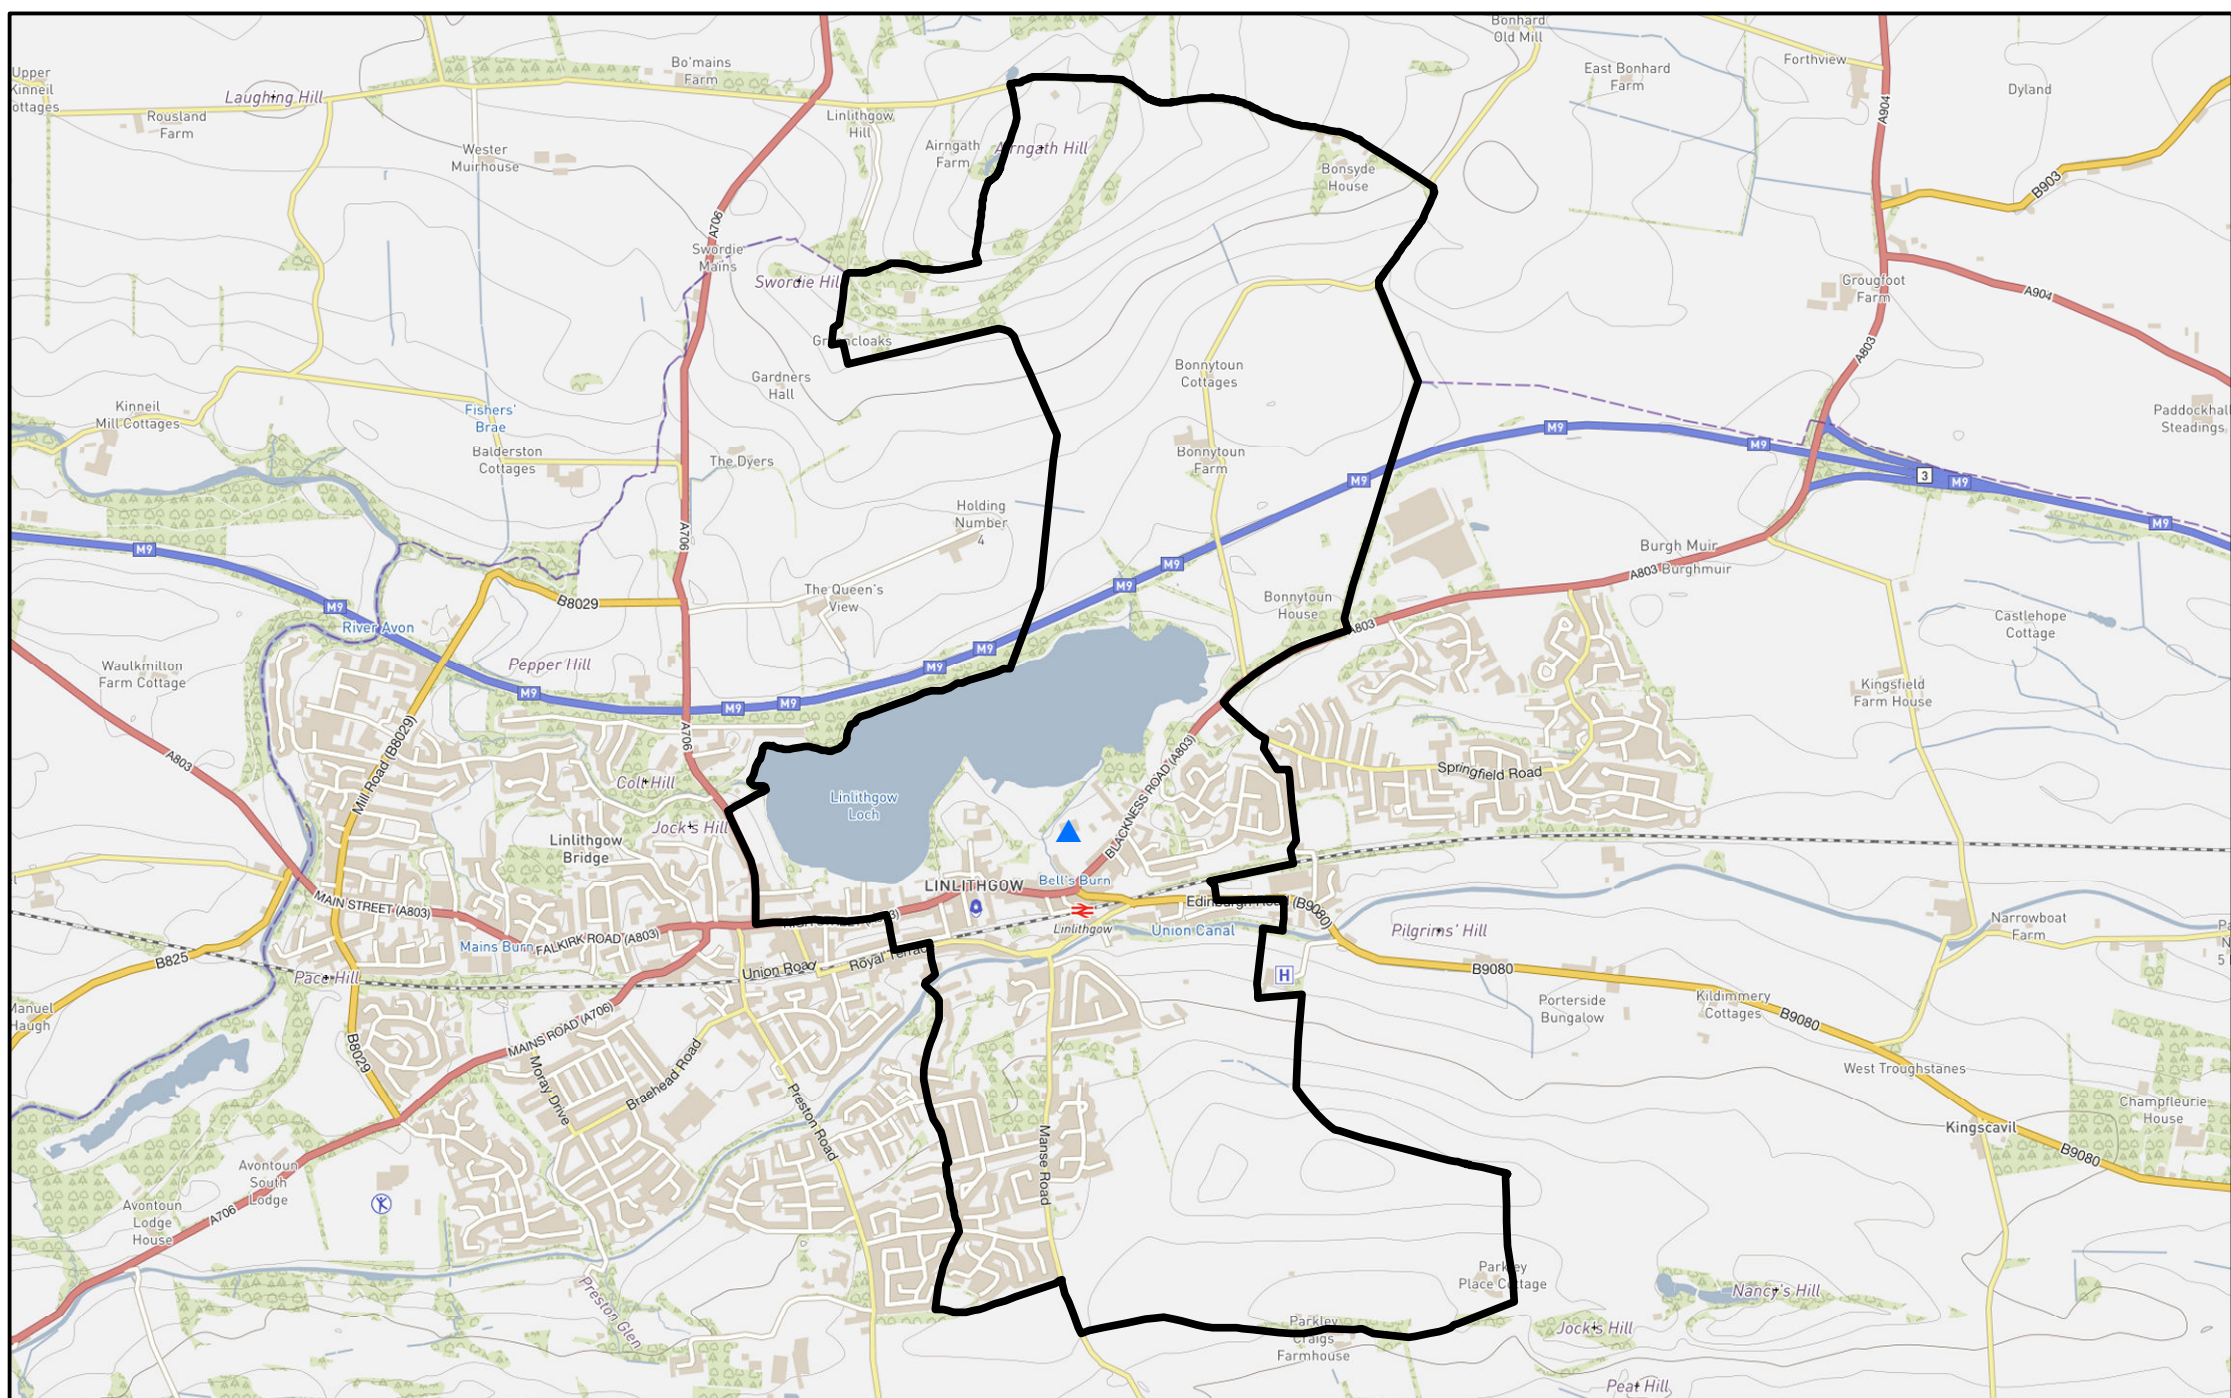 Bonhard
Old Mill
Forthview
Upper
Kinneil
ottages
Laughing Hill
Rousland
Farm
Bo'mains
Farm
East Bonhard
Farm
Dyland
A904
Linlithgow
Hill
Airngath
Farm
Airngath Hill
Wester
Muirhouse
Bonsyde
House
B903
A706
Swordie
Mains
Swordie Hill
Grougfoot
Farm
A904
A803
Bonnytoun
Cottages
Gardners
Hall
Kinneil
Mill Cottages
Fishers'
Brae
Balderston
Cottages
The Dyers
Bonnytoun
Farm
Paddockhall
Steadings
M9
M9
M9
3
M9
M9
Holding
Number
4
A706
M9
M9
M9
Burgh Muir
Burghmuir
A803
The Queen's
View
B8029
Bonnytoun
House
A803
M9
River Avon
Castlehope
Cottage
M9
M9
Pepper Hill
Waulkmilton
Farm Cottage
M9
M9
M9
Kingsfield
Farm House
A706
A803
Mill Road (B8029)
Colt Hill
Springfield Road
BLACKNESS ROAD (A803)
Linlithgow
Loch
Jock's Hill
Linlithgow
Bridge
LINLITHGOW
Bell's Burn
MAIN STREET (A803)
Edinburgh Road (B9080)
Linlithgow
Union Canal
Pilgrims' Hill
Narrowboat
Farm
Mains Burn
FALKIRK ROAD (A803)
B825
Pace Hill
Union Road
Royal Terrace
H
B9080
Porterside
Bungalow
Kildimmery
Cottages
B9080
Manuel
Haugh
MAINS ROAD (A706)
B8029
Moray Drive
Braehead Road
Preston Road
West Troughstanes
Champfleurie
House
Kingscavil
B9080
Manse Road
Avontoun
South
Lodge
Avontoun
Lodge
House
A706
Preston Glen
Parkley
Place Cottage
Nancy's Hill
Parkley
Craigs
Farmhouse
Jock's Hill
Peat Hill